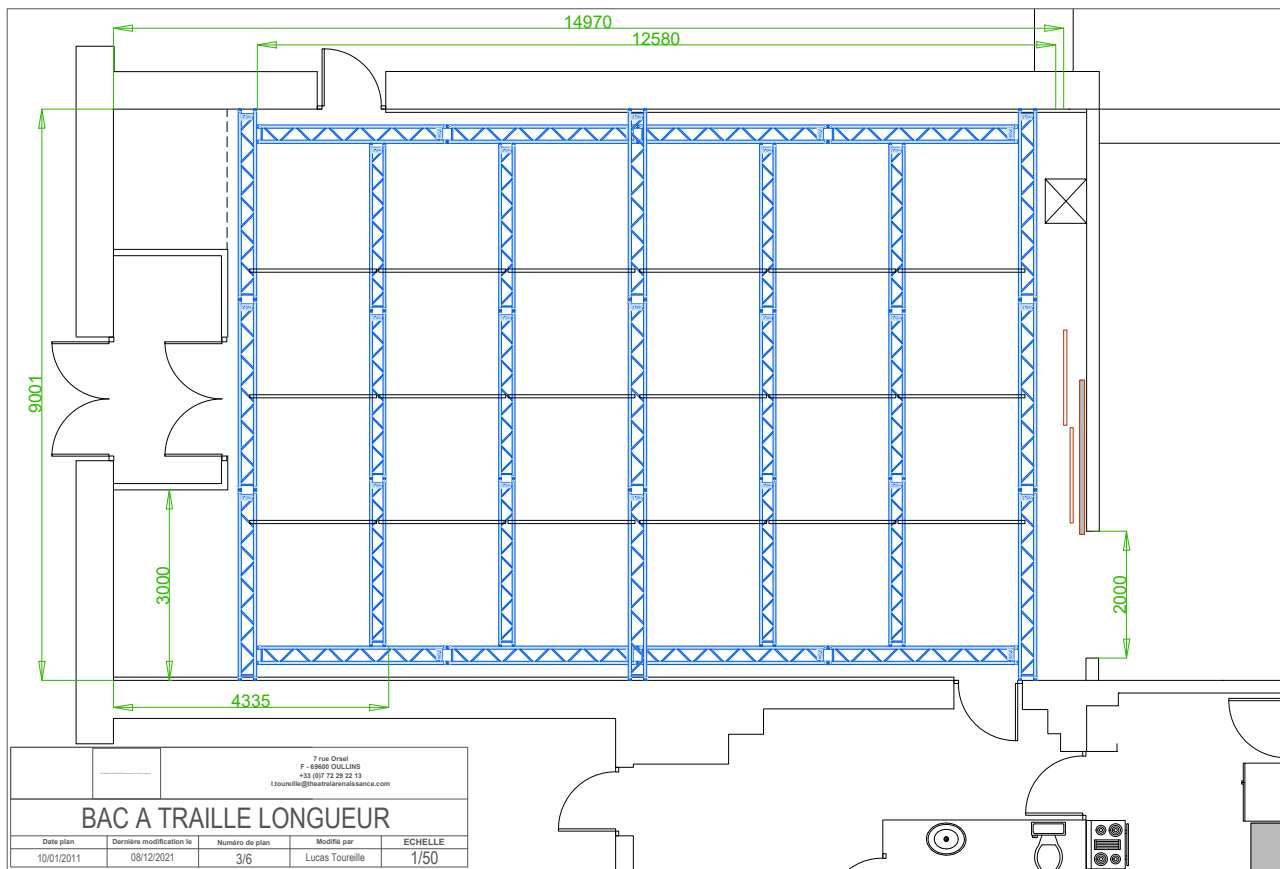 14970
12580
9001
3000
2000
4335
7 rue Orsel
F - 69600 OULLINS
+33 (0)7 72 29 22 13
l.toureille@theatrelarenaissance.com
BAC A TRAILLE LONGUEUR
Date plan Dernière modification le Numéro de plan Modifié par ECHELLE
10/01/2011 08/12/2021 3/6 Lucas Toureille 1/50